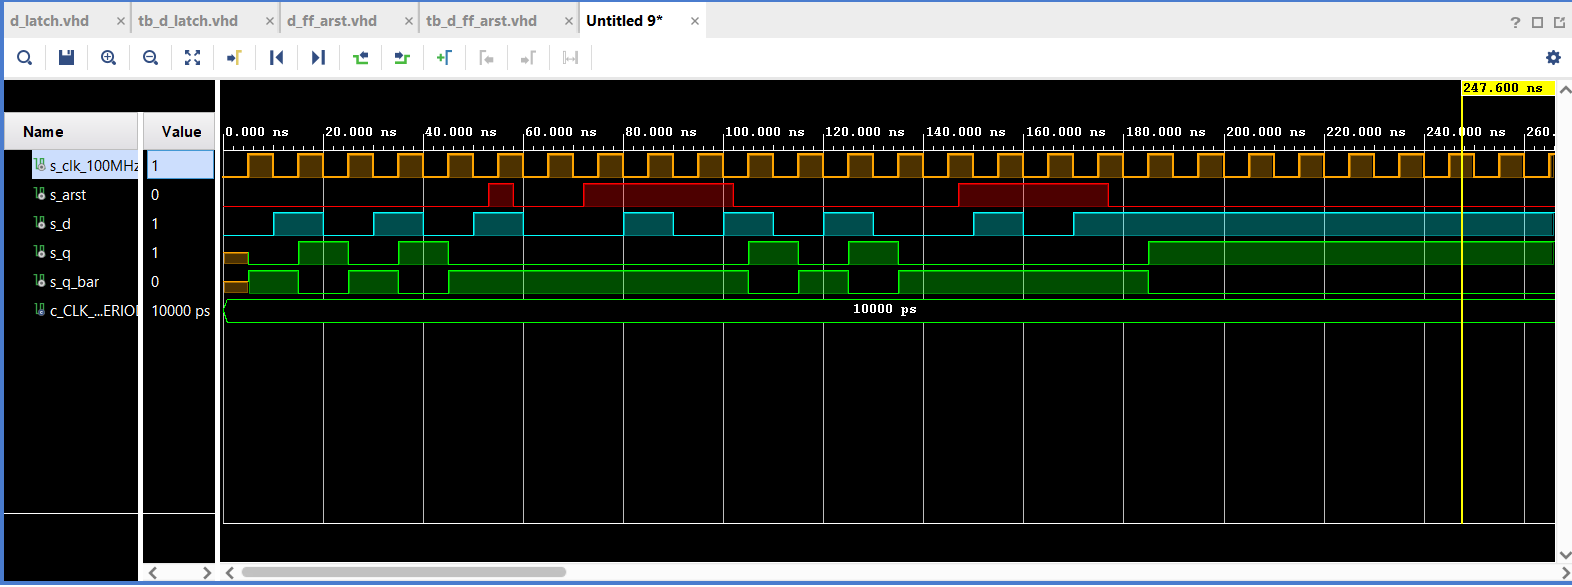 d_latch.vhd × tb_d_latch.vhd × d_ff_arst.vhd × tb_d_ff_arst.vhd × Untitled 9* ×
247.600 ns
Name Value 0.000 ns 20.000 ns 40.000 ns 60.000 ns 80.000 ns 100.000 ns 120.000 ns 140.000 ns 160.000 ns 180.000 ns 200.000 ns 220.000 ns 240.000 ns 260.
s_clk_100MHz 1
s_arst 0
s_d 1
s_q 1
s_q_bar 0
c_CLK_...ERIOD 10000 ps 10000 ps